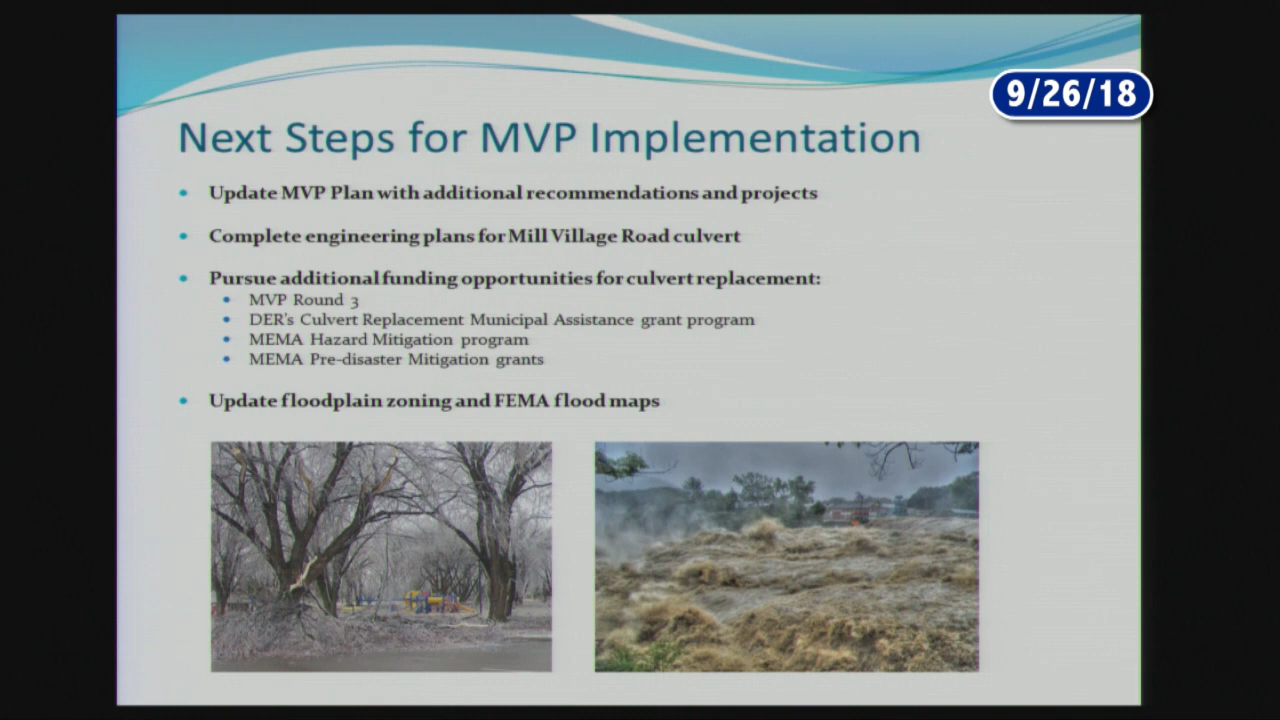 9/26/18
Next Steps for MVP Implementation
Update MVP Plan with additional recommendations and projects
Complete engineering plans for Mill Village Road culvert
Pursue additional funding opportunities for culvert replacement:
MVP Round 3
DER's Culvert Replacement Municipal Assistance grant program
MEMA Hazard Mitigation program
MEMA Pre-disaster Mitigation grants
Update floodplain zoning and FEMA flood maps